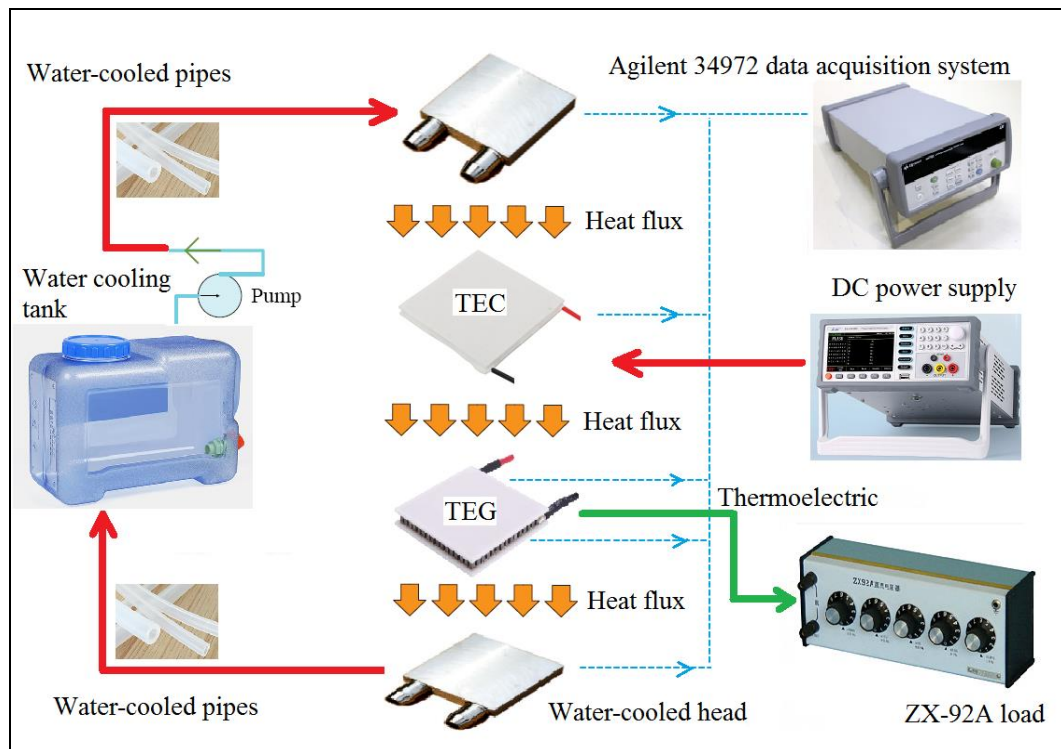 Water-cooled pipes
Agilent 34972 data acquisition system
Heat flux
Water cooling
tank
Pump
TEC
DC power supply
Heat flux
TEG
Thermoelectric
Heat flux
Water-cooled pipes
Water-cooled head
ZX-92A load